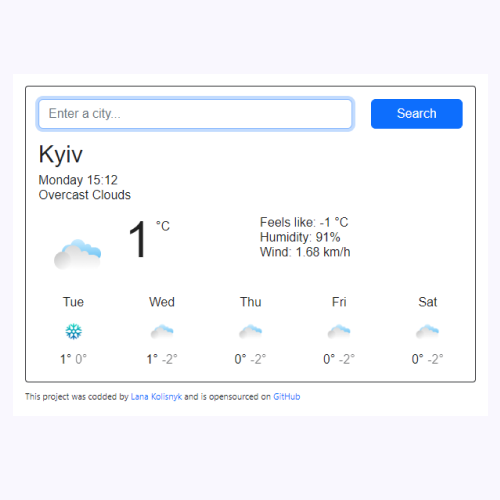 Enter a city...
Search
Kyiv
Monday 15:12
Overcast Clouds
1 °C
Feels like: -1 °C
Humidity: 91%
Wind: 1.68 km/h
Tue Wed Thu Fri Sat
1° 0° 1° -2° 0° -2° 0° -2° 0° -2°
This project was codded by Lana Kolisnyk and is opensourced on GitHub